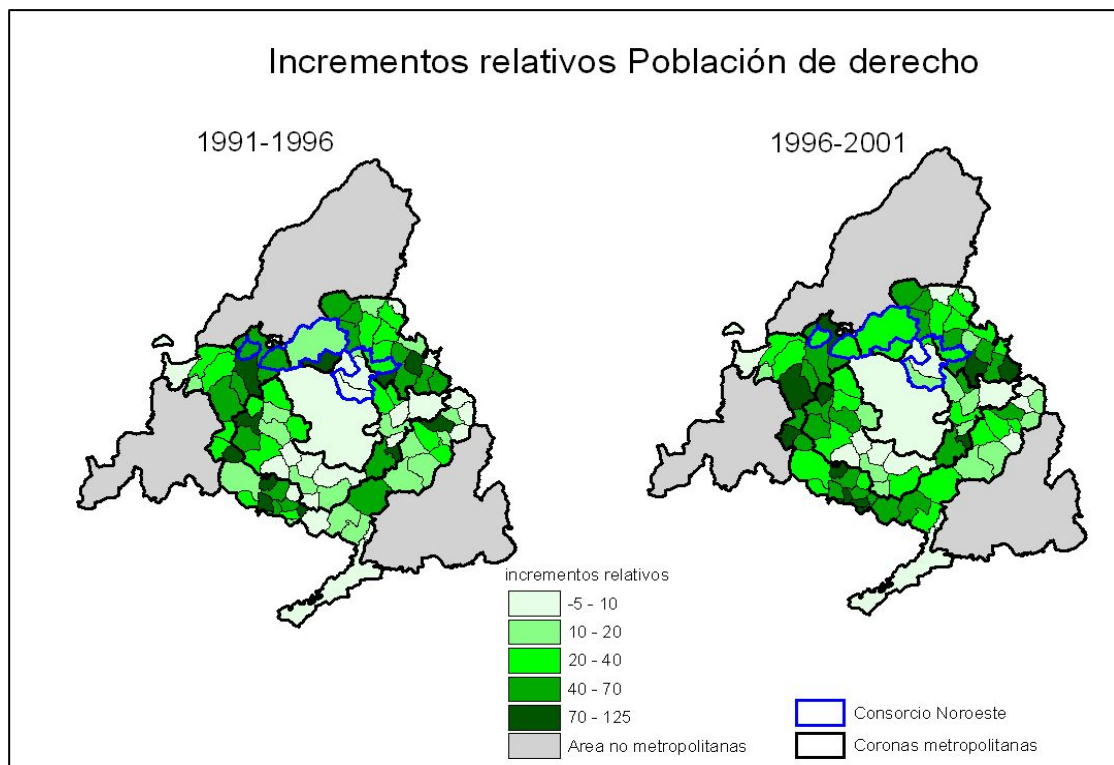 Incrementos relativos Población de derecho
1991-1996
1996-2001
incrementos relativos
-5 - 10
10 - 20
20 - 40
40 - 70
70 - 125
Area no metropolitanas
Consorcio Noroeste
Coronas metropolitanas